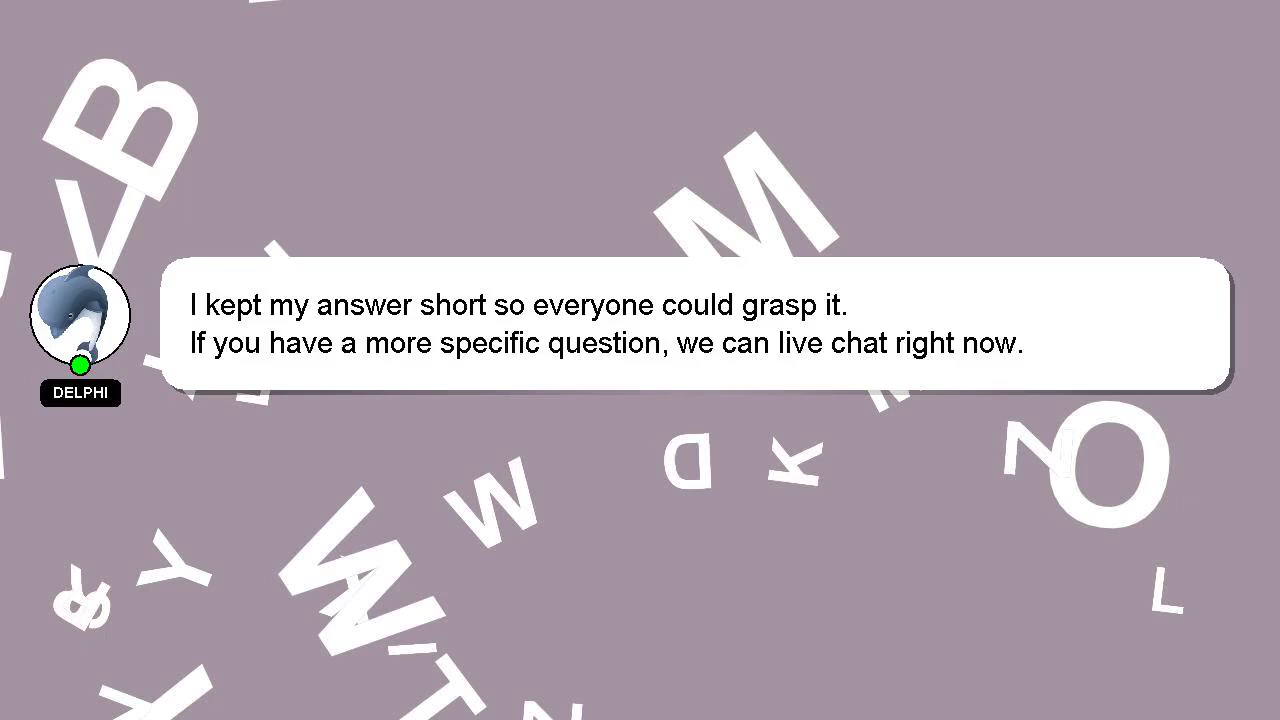 B
V
M
I kept my answer short so everyone could grasp it.
If you have a more specific question, we can live chat right now.
DELPHI
D
K
Z
O
W
W
Y
R
L
I
T